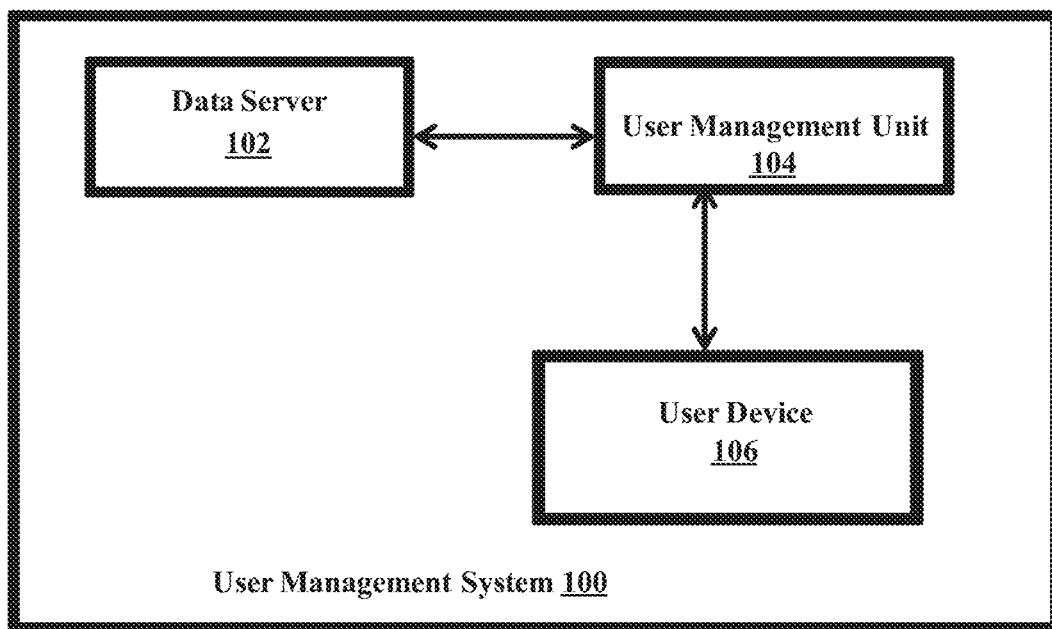 Data Server
102
User Management Unit
104
User Device
106
User Management System 100